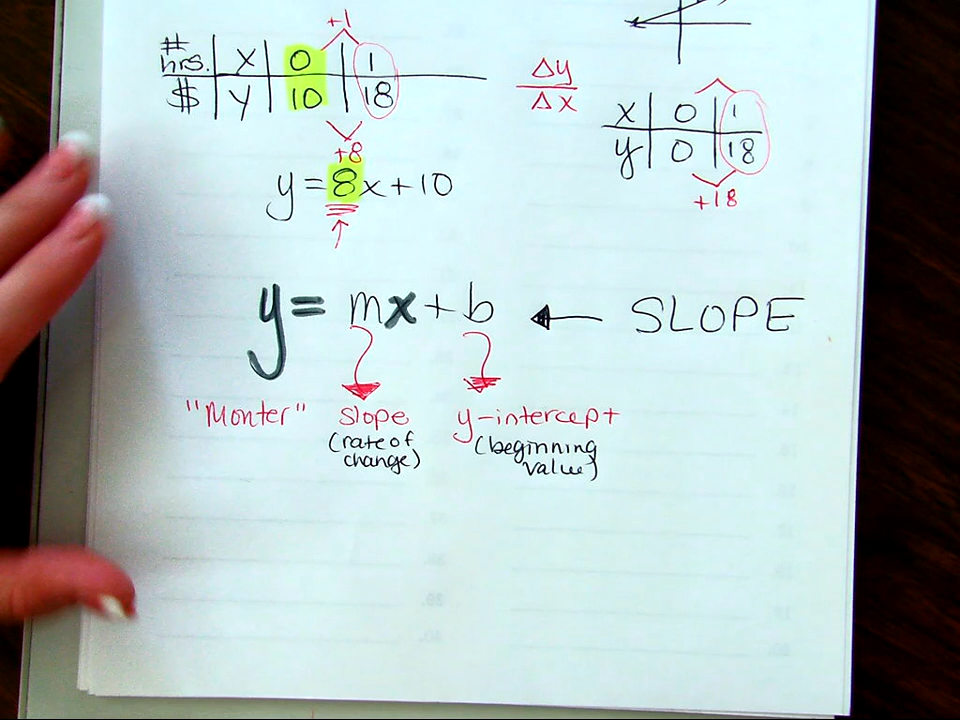 +1
# hrs. | x | 0 | 1
$ | y | 10 | 18
+8
y = 8x + 10
Δy
Δx
x | 0 | 1
y | 0 | 18
+18
y = mx + b ← SLOPE
"Monter" slope y-intercept
(rate of change) (beginning value)